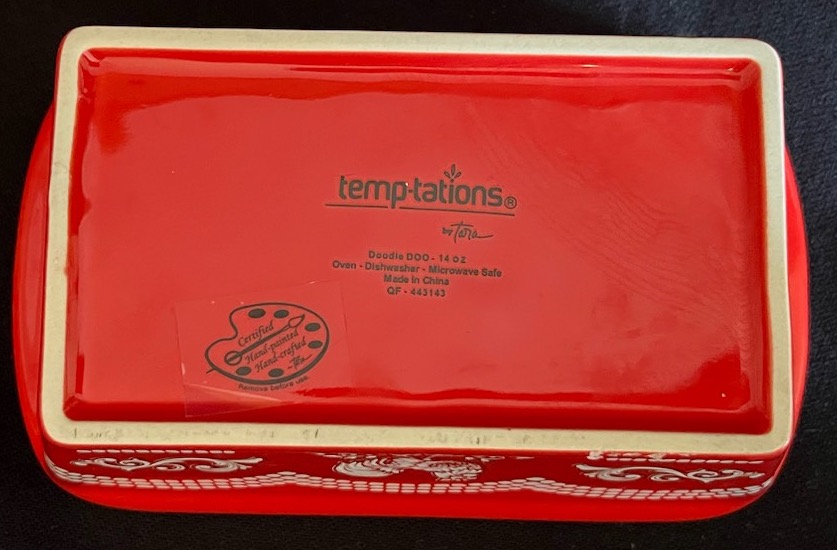 temp-tations®
by Tara
Doodle DOO - 14 OZ
Oven - Dishwasher - Microwave Safe
Made in China
QF - 443143
Certified
Hand-painted
Hand-crafted
Tara
Remove before use